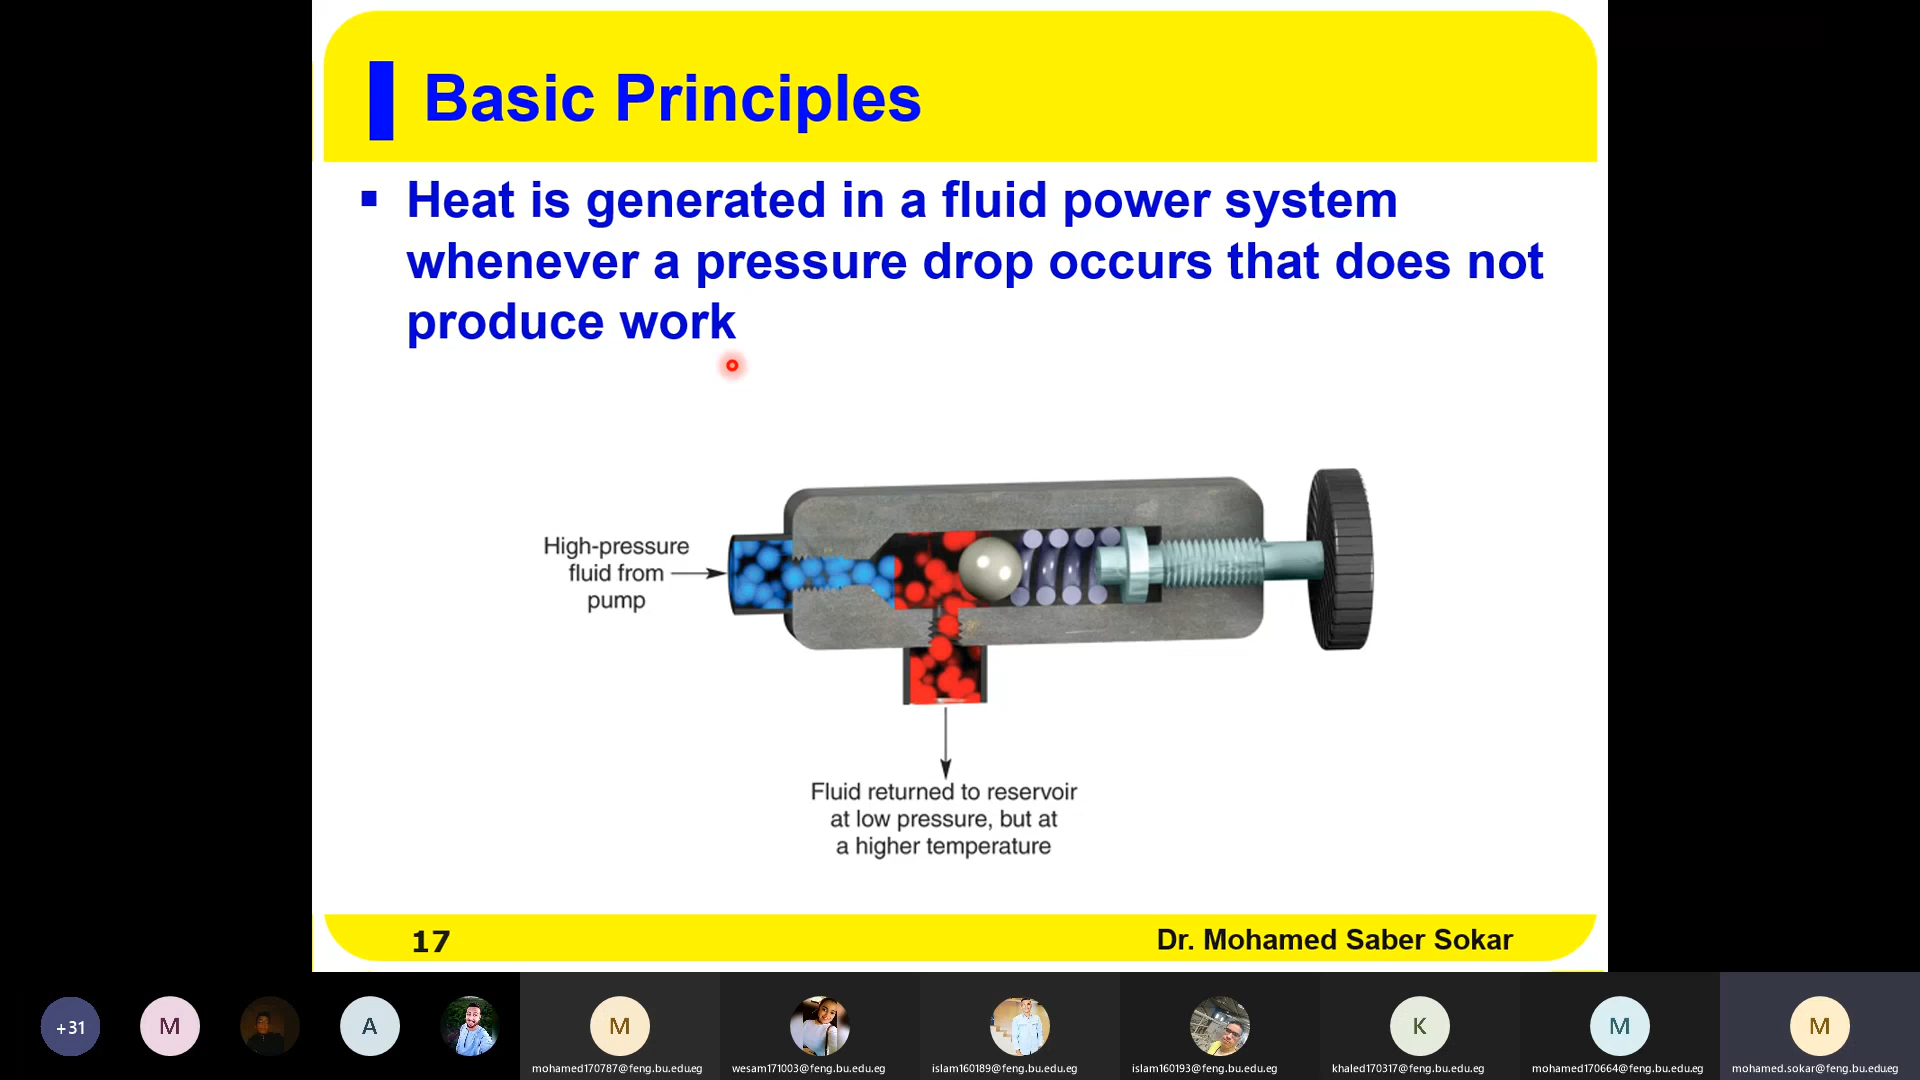 Basic Principles
▪ Heat is generated in a fluid power system
whenever a pressure drop occurs that does not
produce work
High-pressure
fluid from
pump
Fluid returned to reservoir
at low pressure, but at
a higher temperature
17
Dr. Mohamed Saber Sokar
+31
M
A
M
K
M
M
mohamed170787@feng.bu.edu.eg
wesam171003@feng.bu.edu.eg
islam160189@feng.bu.edu.eg
islam160193@feng.bu.edu.eg
khaled170317@feng.bu.edu.eg
mohamed170664@feng.bu.edu.eg
mohamed.sokar@feng.bu.edu.eg